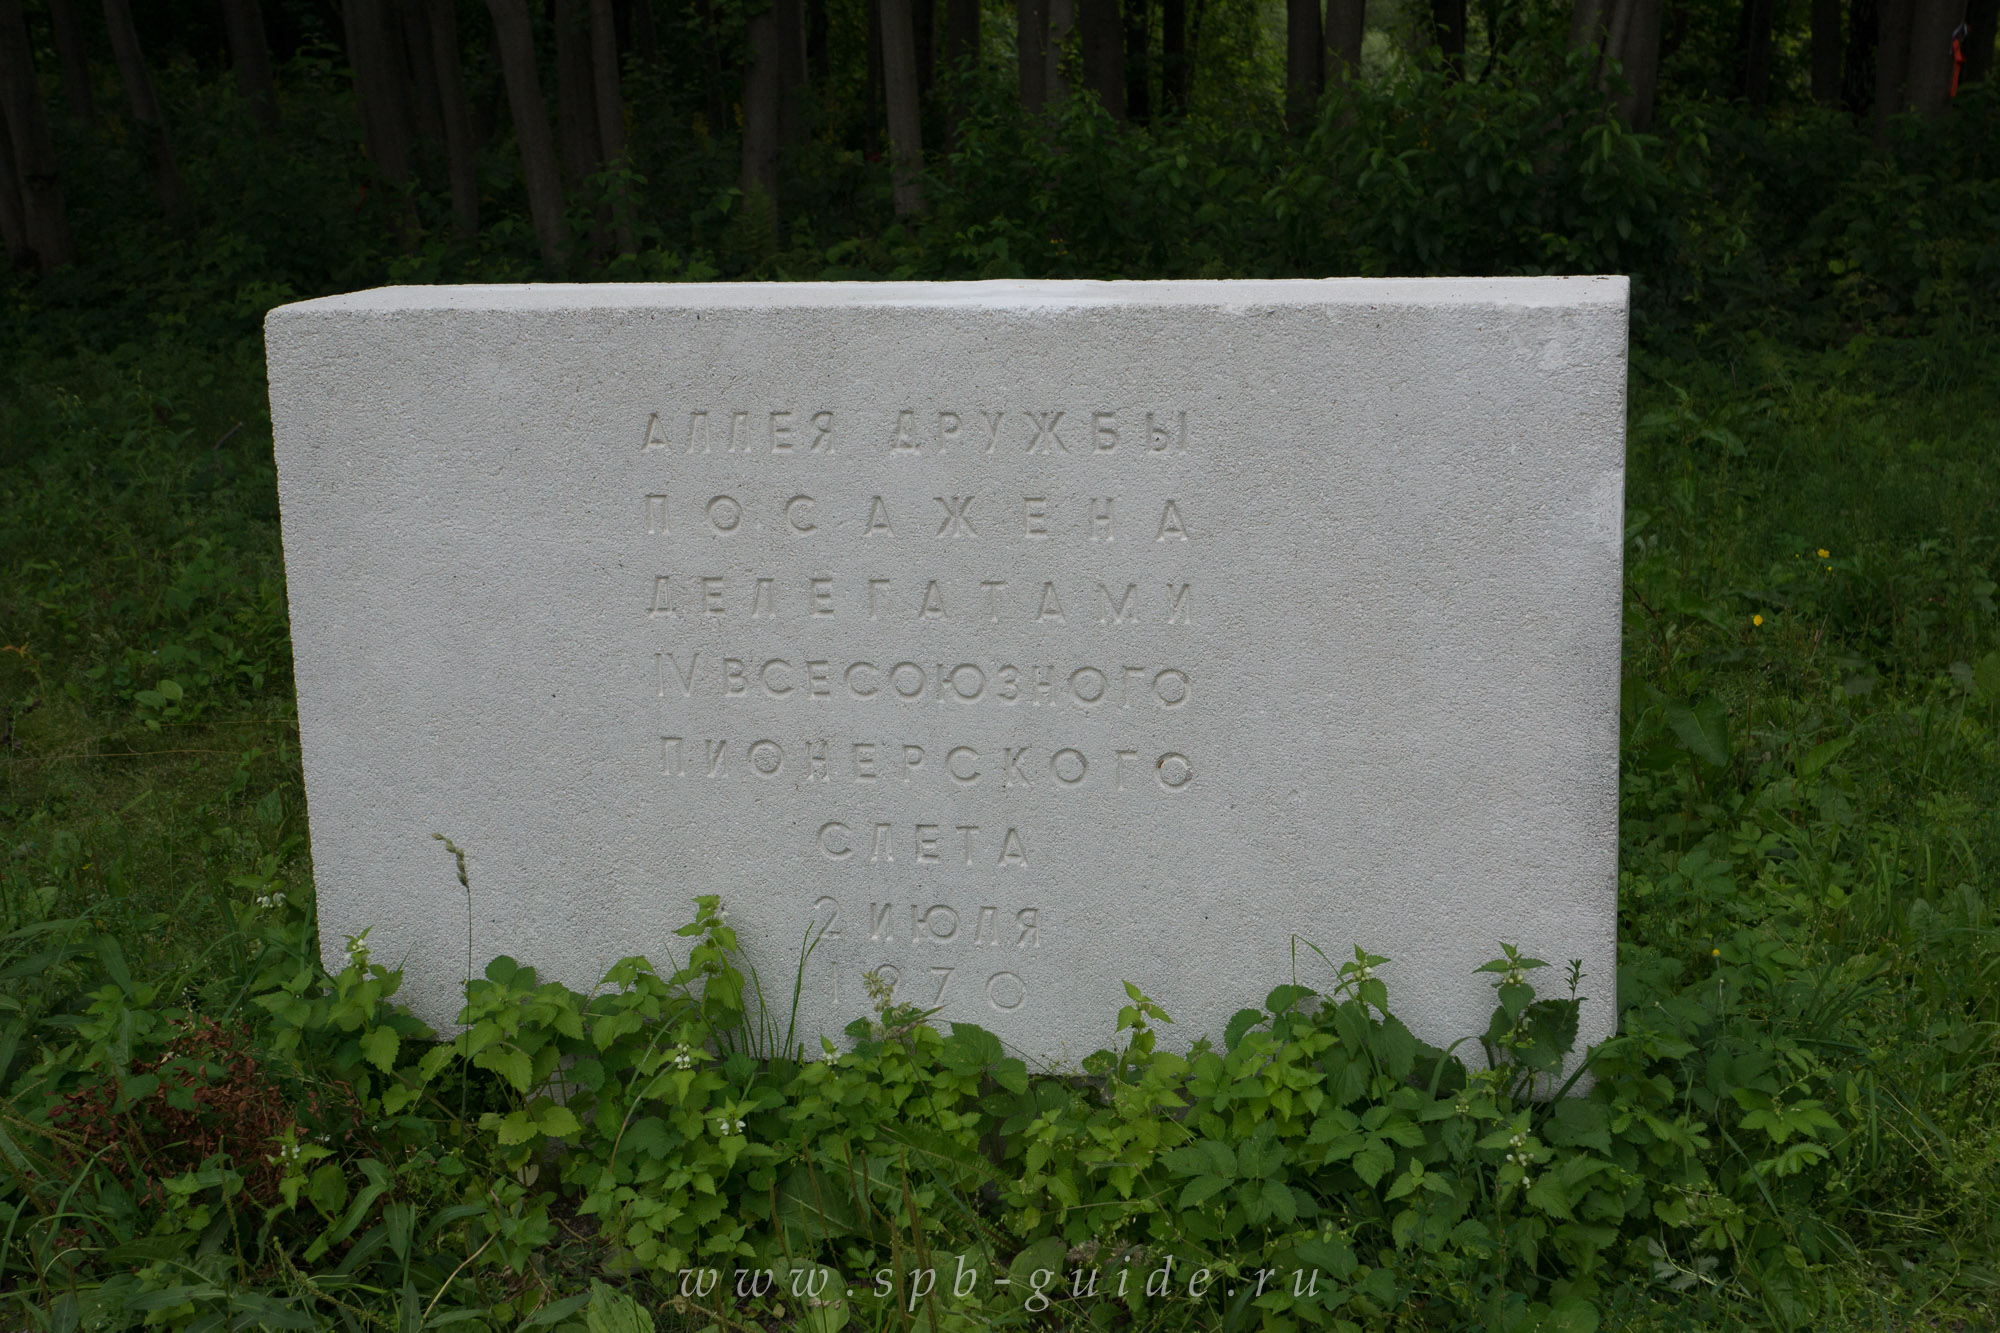 АЛЛЕЯ ДРУЖБЫ
ПОСАЖЕНА
ДЕЛЕГАТАМИ
IV ВСЕСОЮЗНОГО
ПИОНЕРСКОГО
СЛЕТА
2 ИЮЛЯ
1970
www.spb-guide.ru